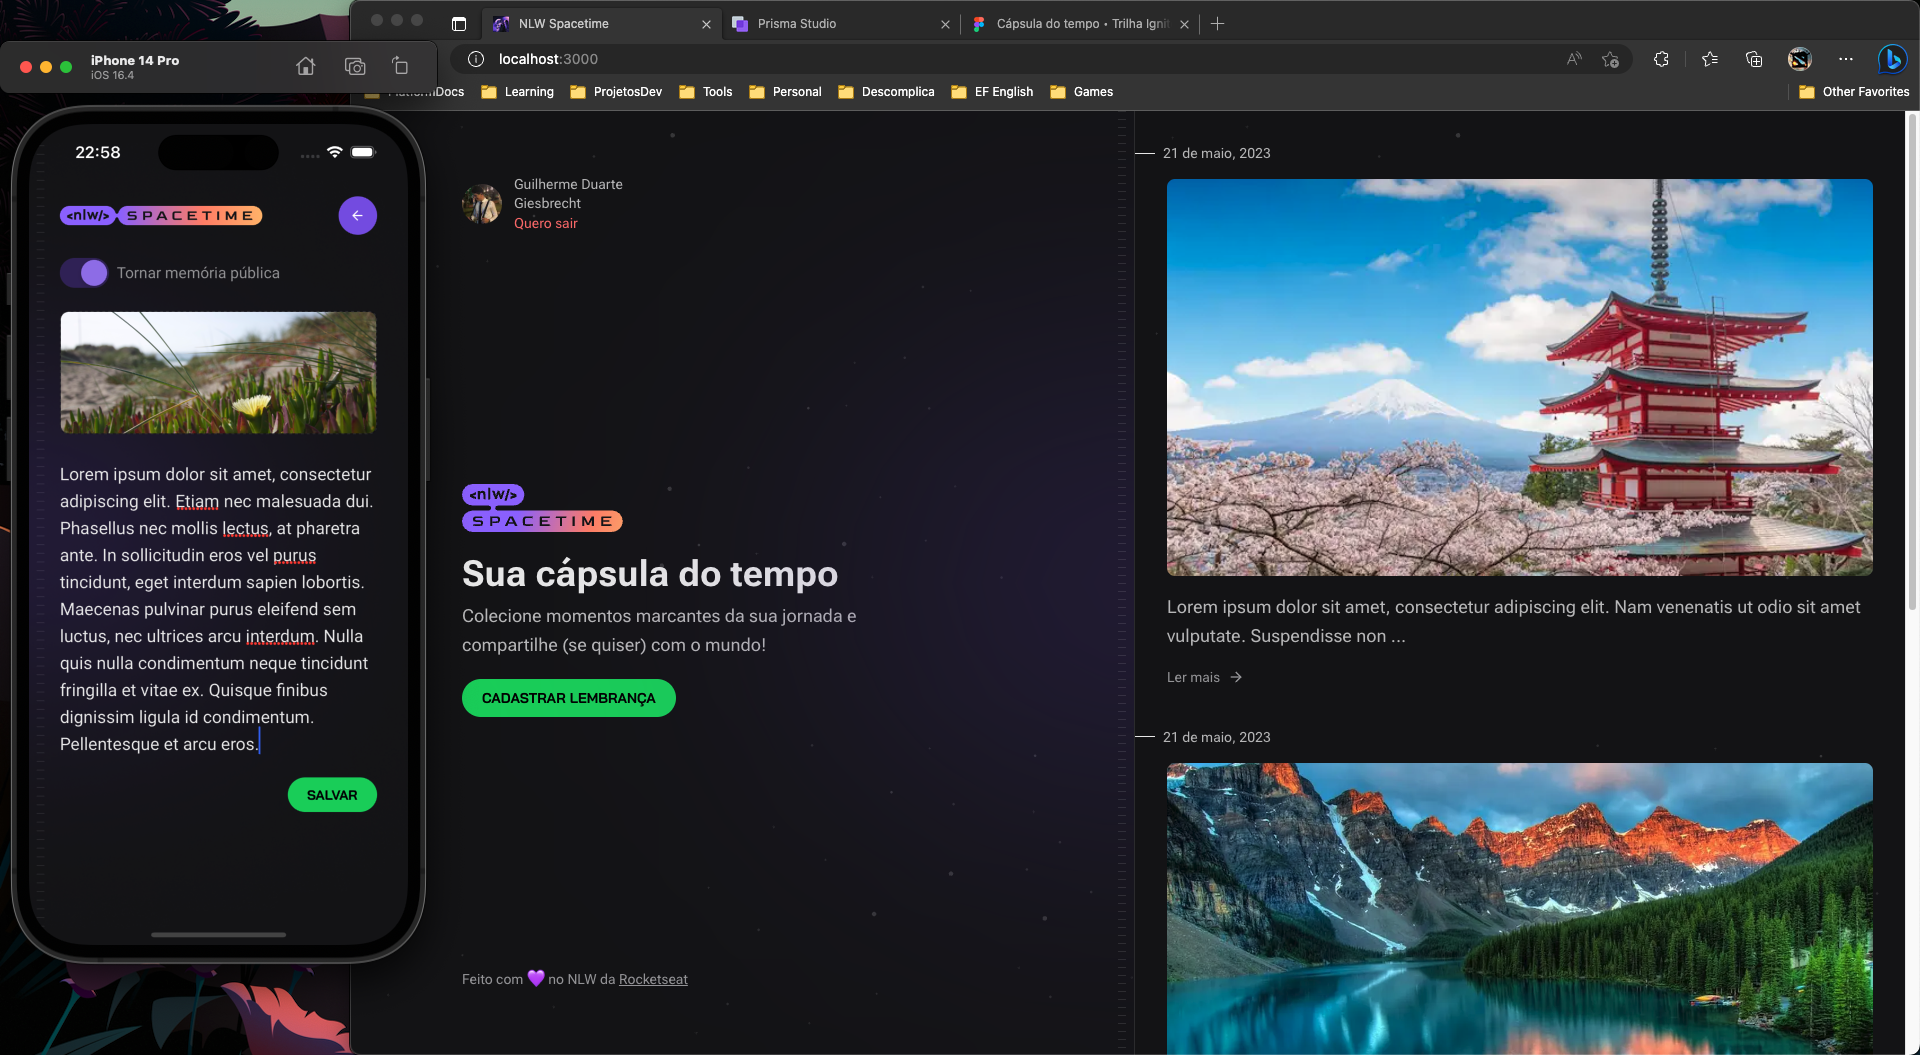 NLW Spacetime
Prisma Studio
Cápsula do tempo • Trilha Ignit
iPhone 14 Pro
iOS 16.4
localhost:3000
PlatformDocs
Learning
ProjetosDev
Tools
Personal
Descomplica
EF English
Games
Other Favorites
22:58
<nlw/> SPACETIME
Tornar memória pública
Lorem ipsum dolor sit amet, consectetur
adipiscing elit. Etiam nec malesuada dui.
Phasellus nec mollis lectus, at pharetra
ante. In sollicitudin eros vel purus
tincidunt, eget interdum sapien lobortis.
Maecenas pulvinar purus eleifend sem
luctus, nec ultrices arcu interdum. Nulla
quis nulla condimentum neque tincidunt
fringilla et vitae ex. Quisque finibus
dignissim ligula id condimentum.
Pellentesque et arcu eros.
SALVAR
Guilherme Duarte
Giesbrecht
Quero sair
<nlw/>
SPACETIME
Sua cápsula do tempo
Colecione momentos marcantes da sua jornada e
compartilhe (se quiser) com o mundo!
CADASTRAR LEMBRANÇA
Feito com 💜 no NLW da Rocketseat
21 de maio, 2023
Lorem ipsum dolor sit amet, consectetur adipiscing elit. Nam venenatis ut odio sit amet
vulputate. Suspendisse non ...
Ler mais →
21 de maio, 2023